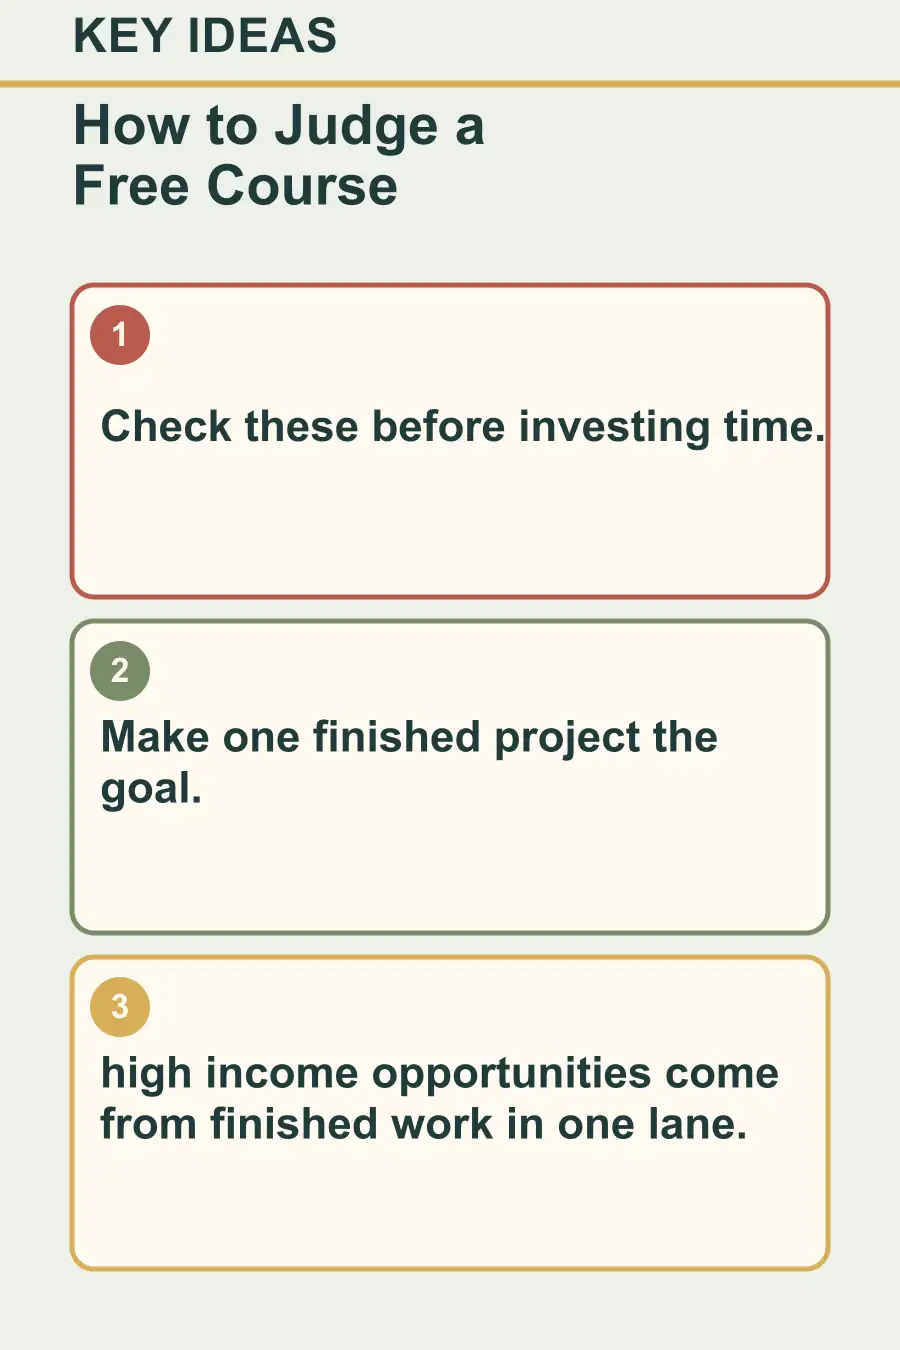 KEY IDEAS
How to Judge a
Free Course
1
Check these before investing time.
2
Make one finished project the
goal.
3
high income opportunities come
from finished work in one lane.